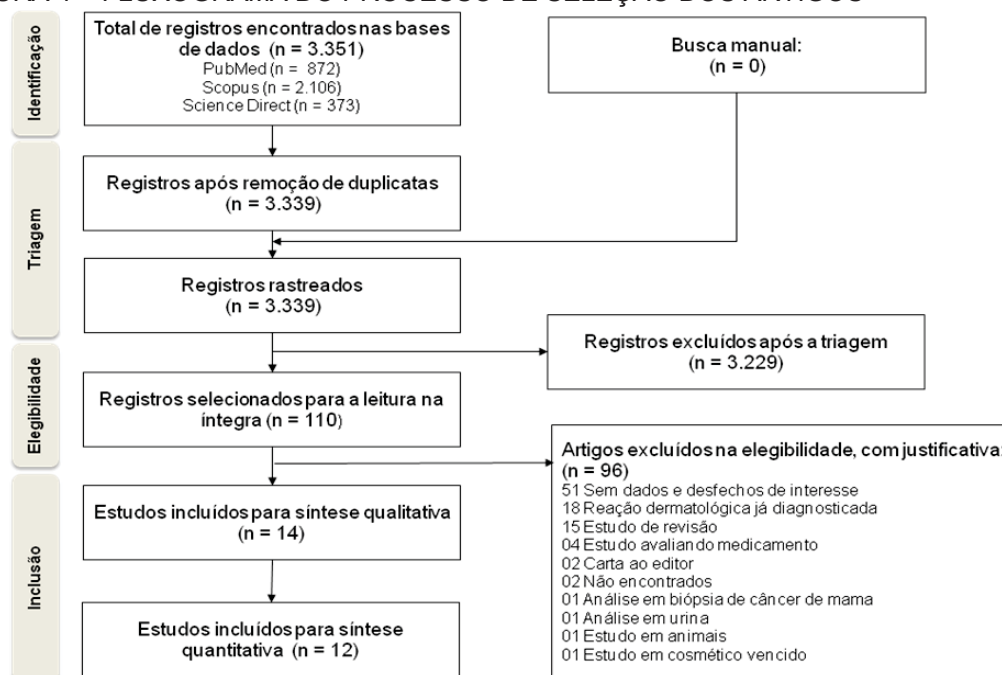 Identificação
Total de registros encontrados nas bases
de dados (n = 3.351)
PubMed (n = 872)
Scopus (n = 2.106)
Science Direct (n = 373)
Busca manual:
(n = 0)
Triagem
Registros após remoção de duplicatas
(n = 3.339)
Registros rastreados
(n = 3.339)
Registros excluídos após a triagem
(n = 3.229)
Elegibilidade
Registros selecionados para a leitura na
íntegra (n = 110)
Artigos excluídos na elegibilidade, com justificativa:
(n = 96)
51 Sem dados e desfechos de interesse
18 Reação dermatológica já diagnosticada
15 Estudo de revisão
04 Estudo avaliando medicamento
02 Carta ao editor
02 Não encontrados
01 Análise em biópsia de câncer de mama
01 Análise em urina
01 Estudo em animais
01 Estudo em cosmético vencido
Inclusão
Estudos incluídos para síntese qualitativa
(n = 14)
Estudos incluídos para síntese
quantitativa (n = 12)